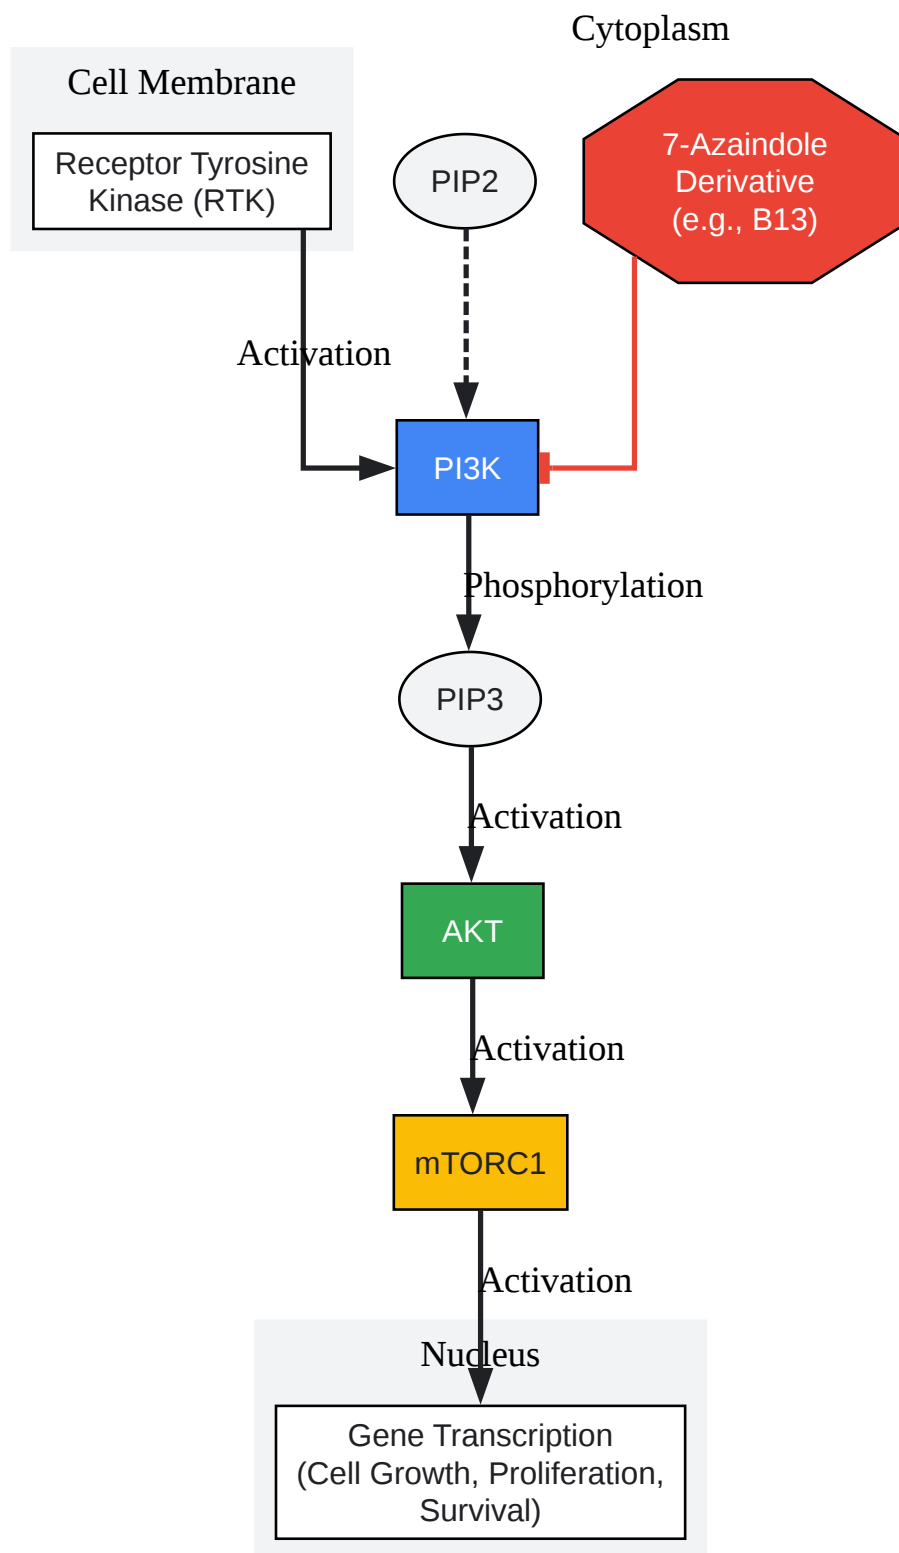 Cytoplasm
Cell Membrane
Receptor Tyrosine
Kinase (RTK)
PIP2
7-Azaindole
Derivative
(e.g., B13)
Activation
PI3K
Phosphorylation
PIP3
Activation
AKT
Activation
mTORC1
Activation
Nucleus
Gene Transcription
(Cell Growth, Proliferation,
Survival)